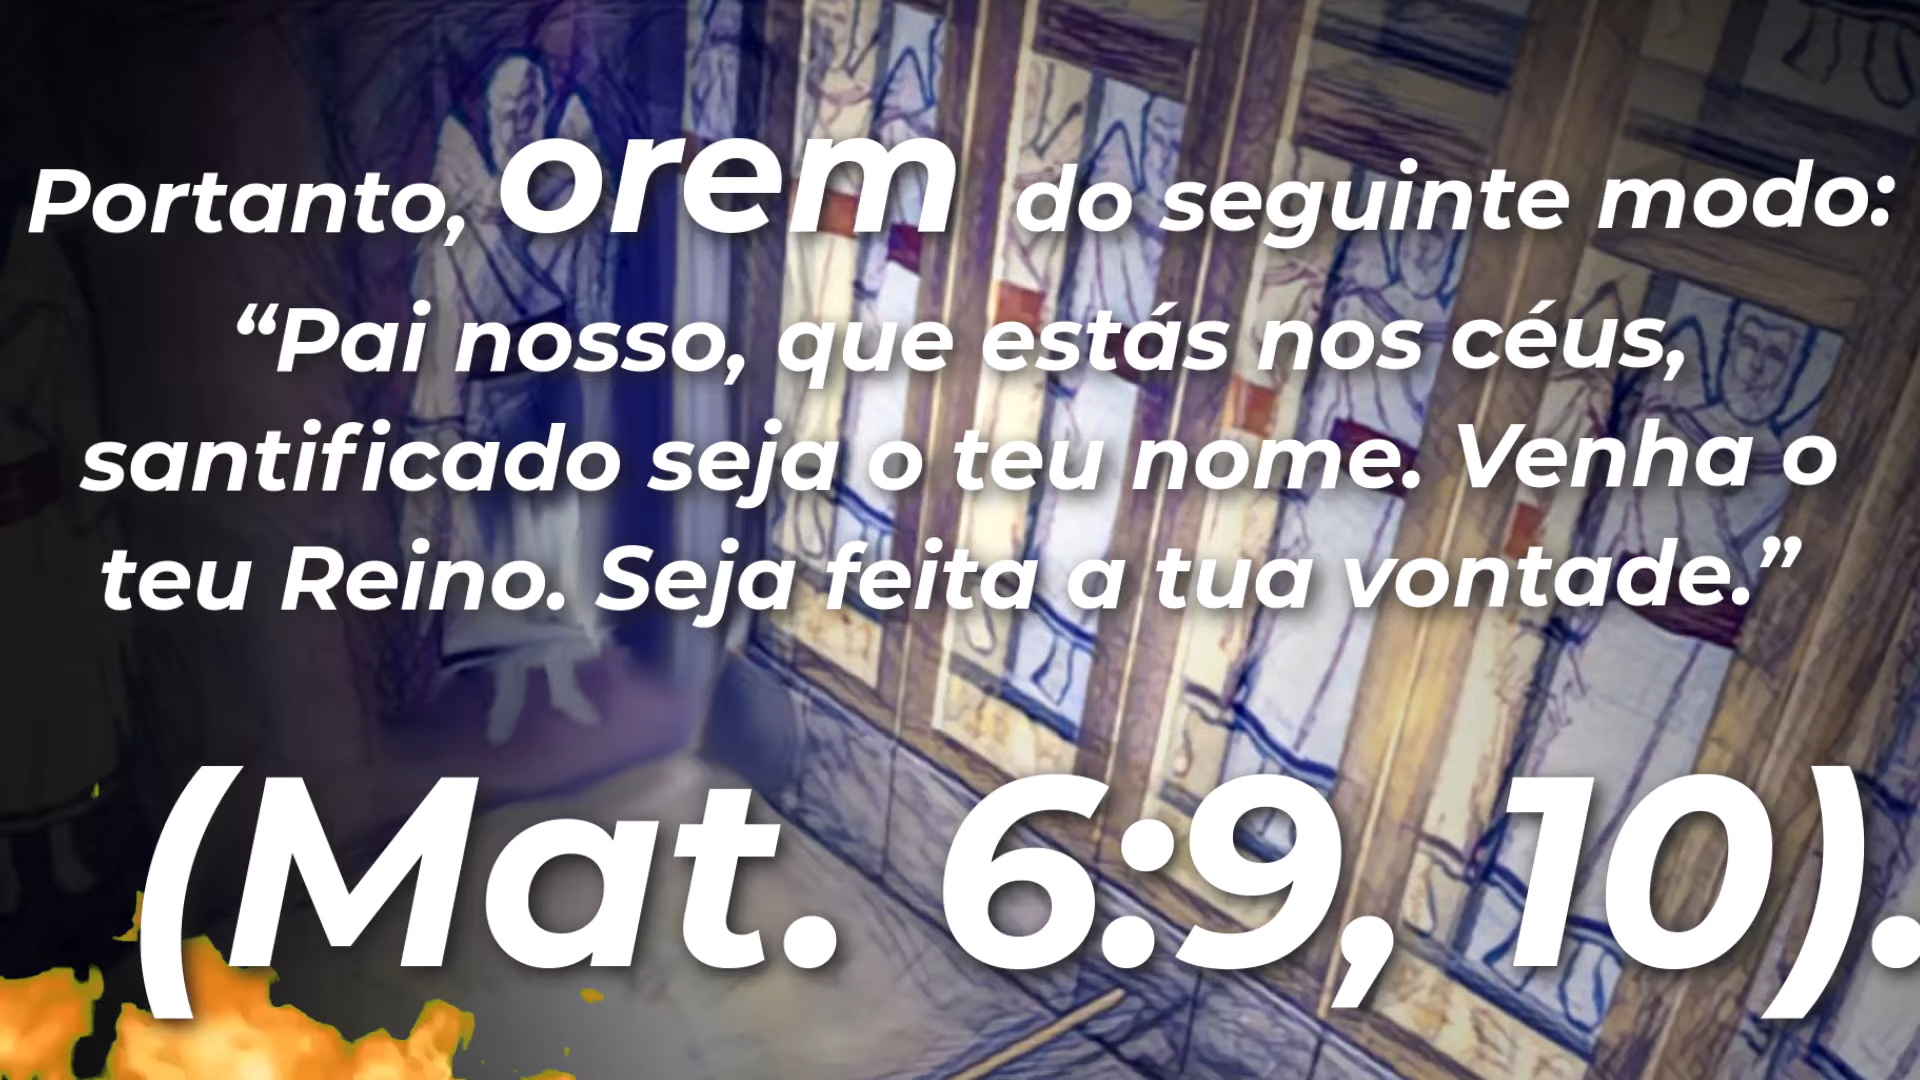 Portanto, orem do seguinte modo:
“Pai nosso, que estás nos céus,
santificado seja o teu nome. Venha o
teu Reino. Seja feita a tua vontade.”
(Mat. 6:9, 10).